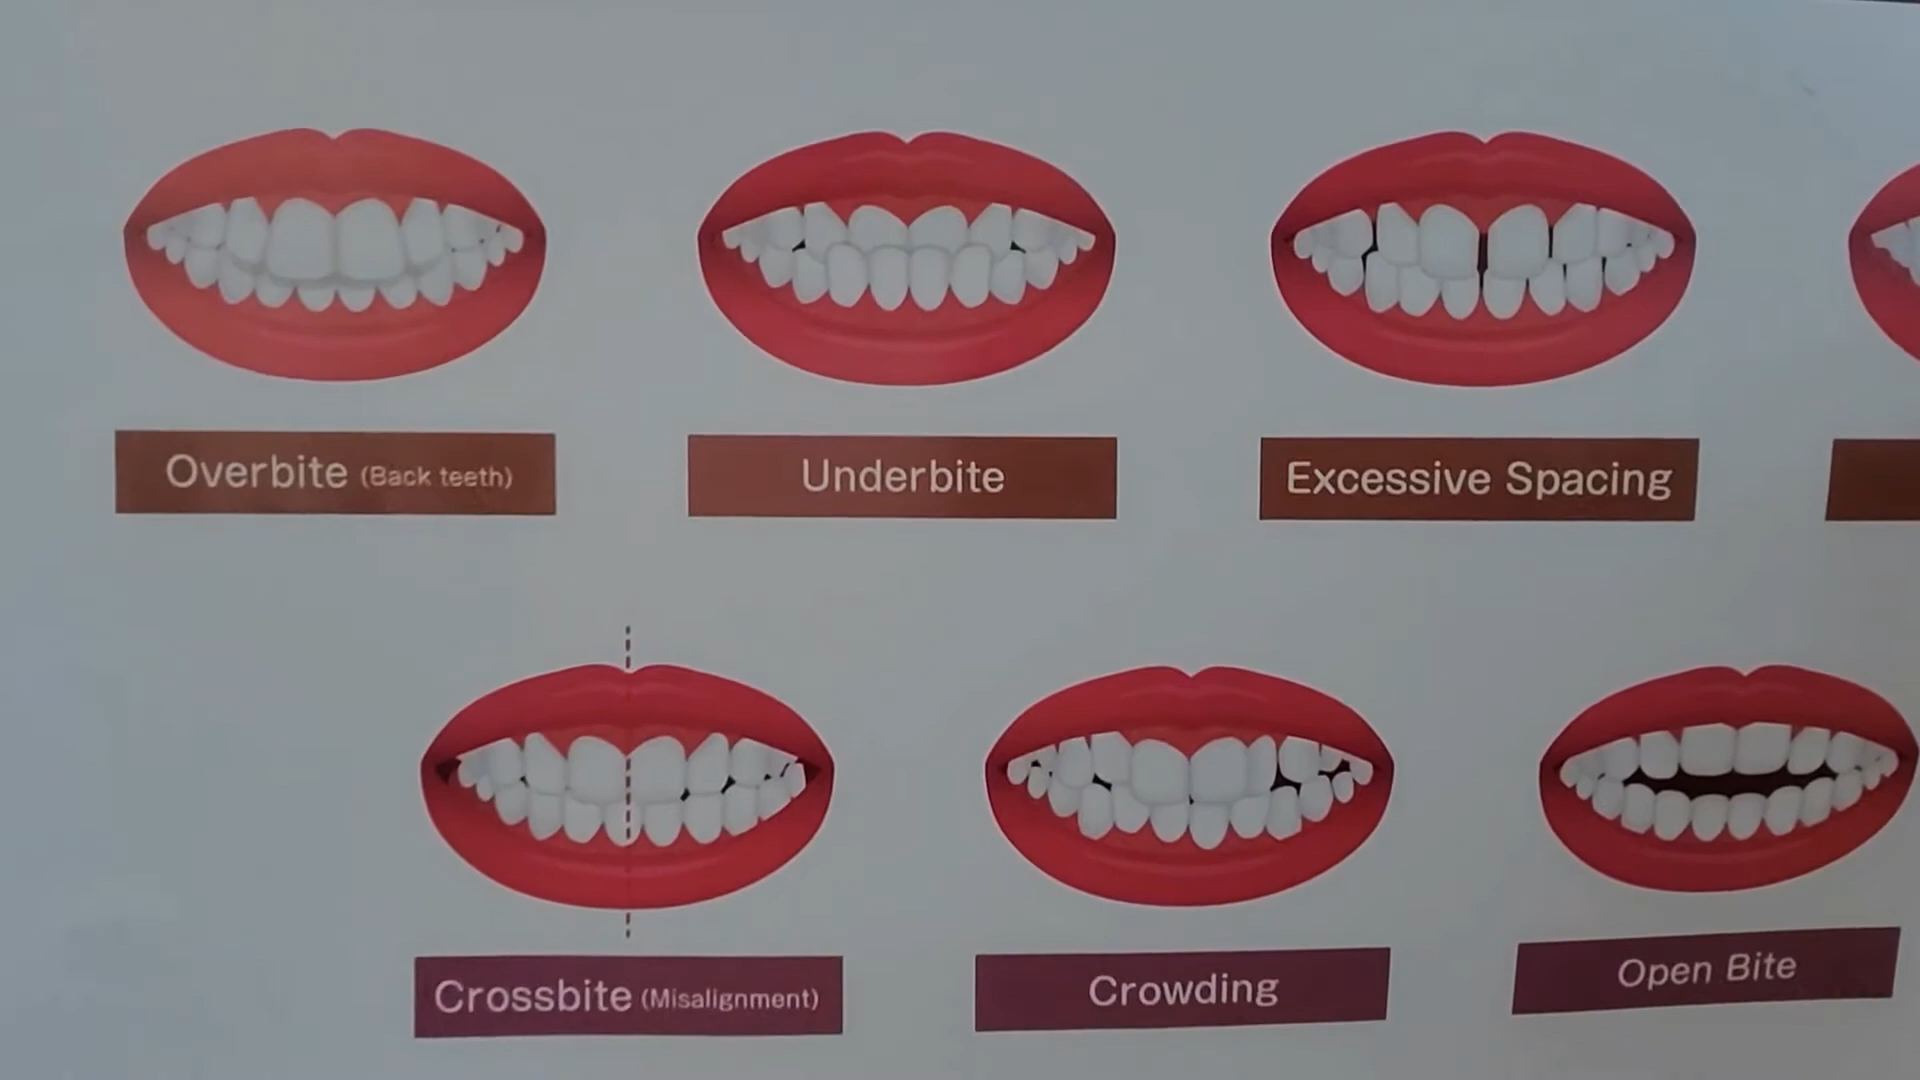 Overbite (Back teeth)
Underbite
Excessive Spacing
Crossbite (Misalignment)
Crowding
Open Bite